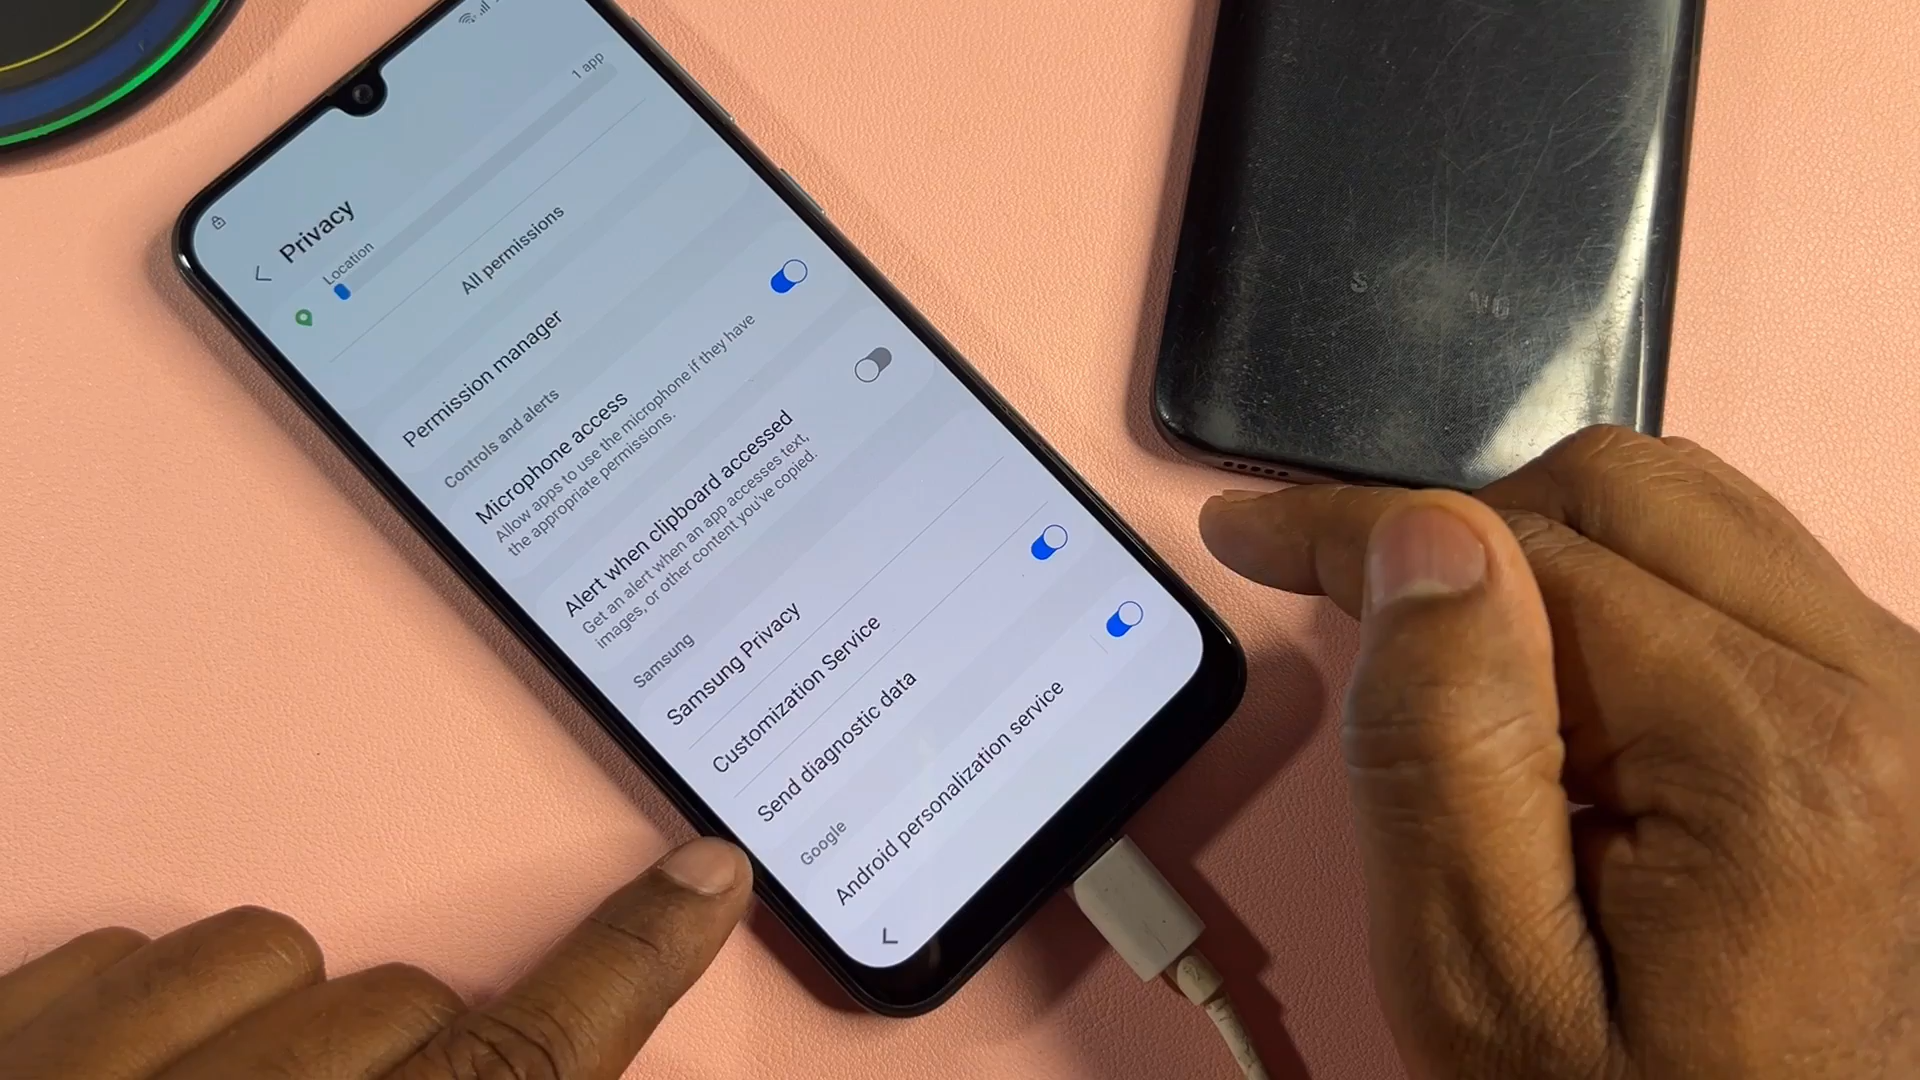 Privacy
Location
1 app
All permissions
Permission manager
Controls and alerts
Microphone access
Allow apps to use the microphone if they have
the appropriate permissions.
Alert when clipboard accessed
Get an alert when an app accesses text,
images, or other content you've copied.
Samsung
Samsung Privacy
Customization Service
Send diagnostic data
Google
Android personalization service